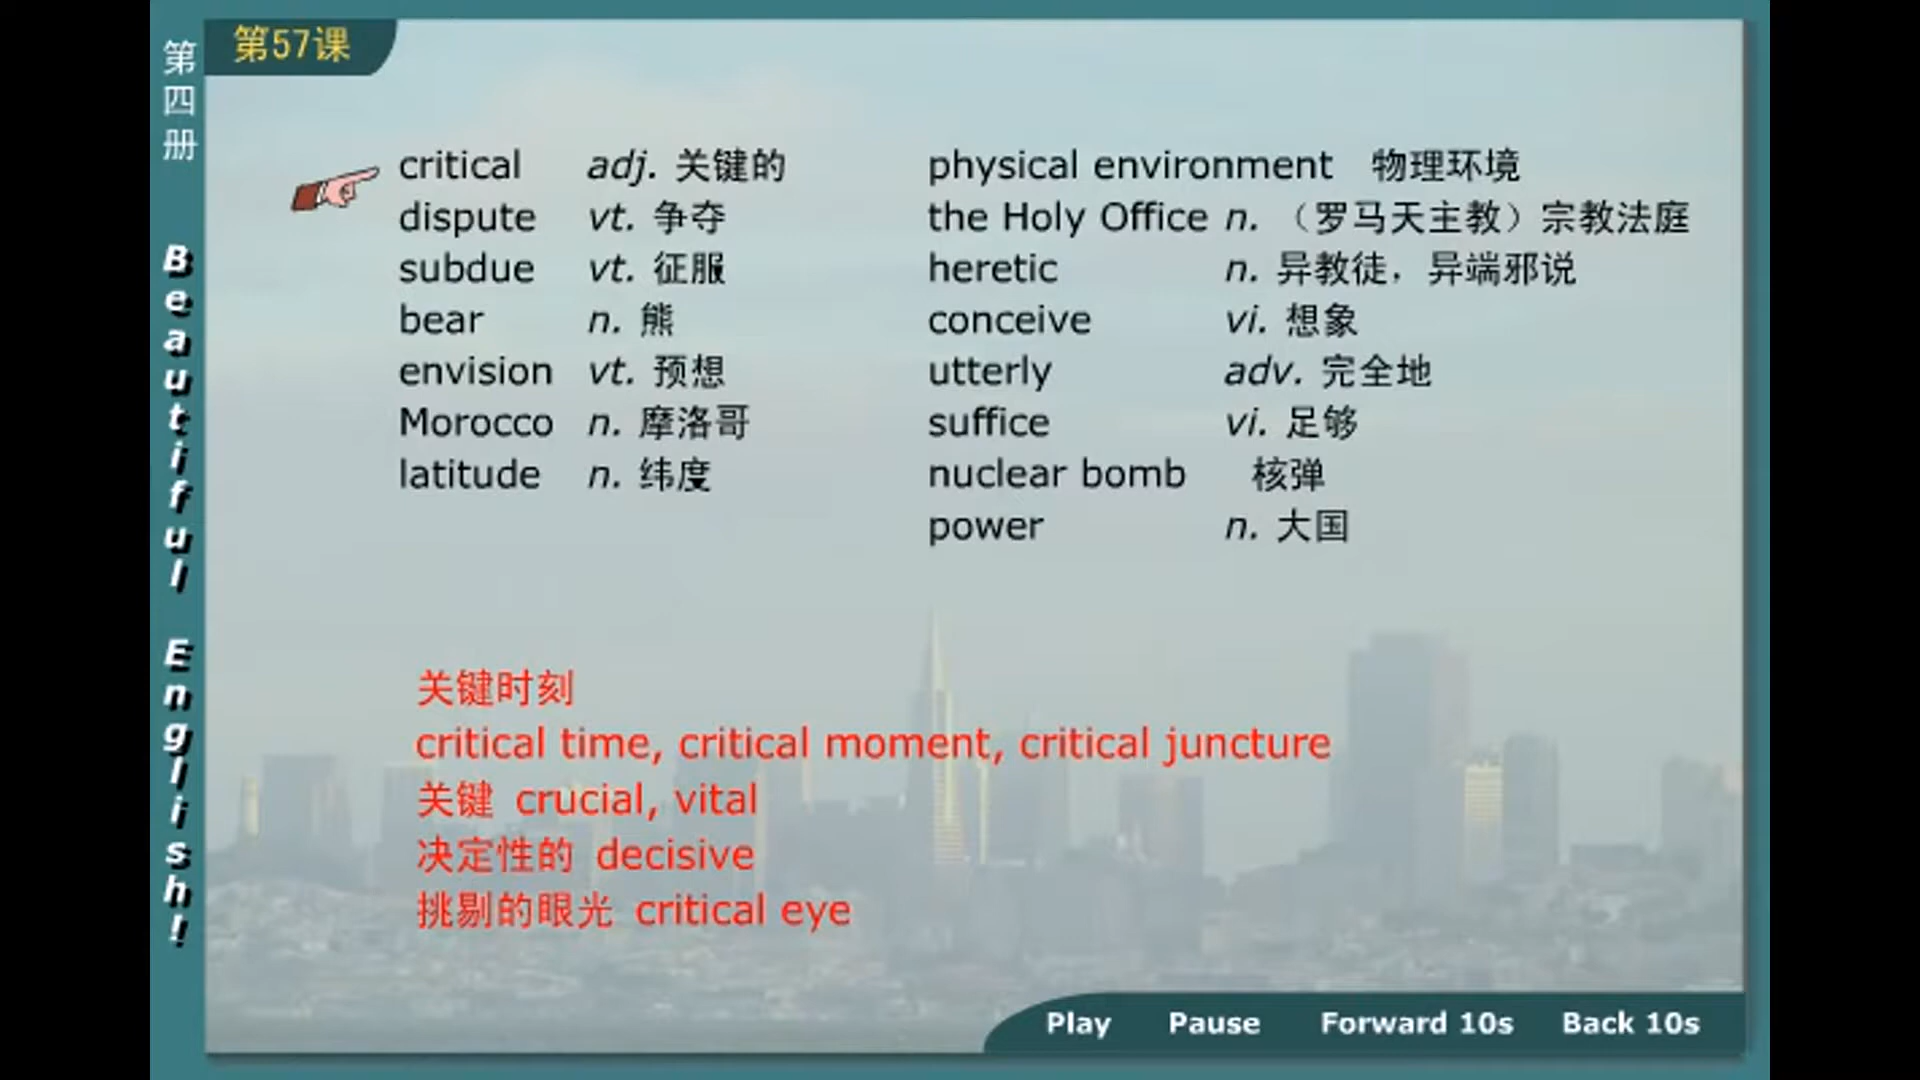 第57课
第四册
Beautiful English!
critical adj. 关键的
dispute vt. 争夺
subdue vt. 征服
bear n. 熊
envision vt. 预想
Morocco n. 摩洛哥
latitude n. 纬度
physical environment 物理环境
the Holy Office n. （罗马天主教）宗教法庭
heretic n. 异教徒，异端邪说
conceive vi. 想象
utterly adv. 完全地
suffice vi. 足够
nuclear bomb 核弹
power n. 大国
关键时刻
critical time, critical moment, critical juncture
关键 crucial, vital
决定性的 decisive
挑剔的眼光 critical eye
Play Pause Forward 10s Back 10s